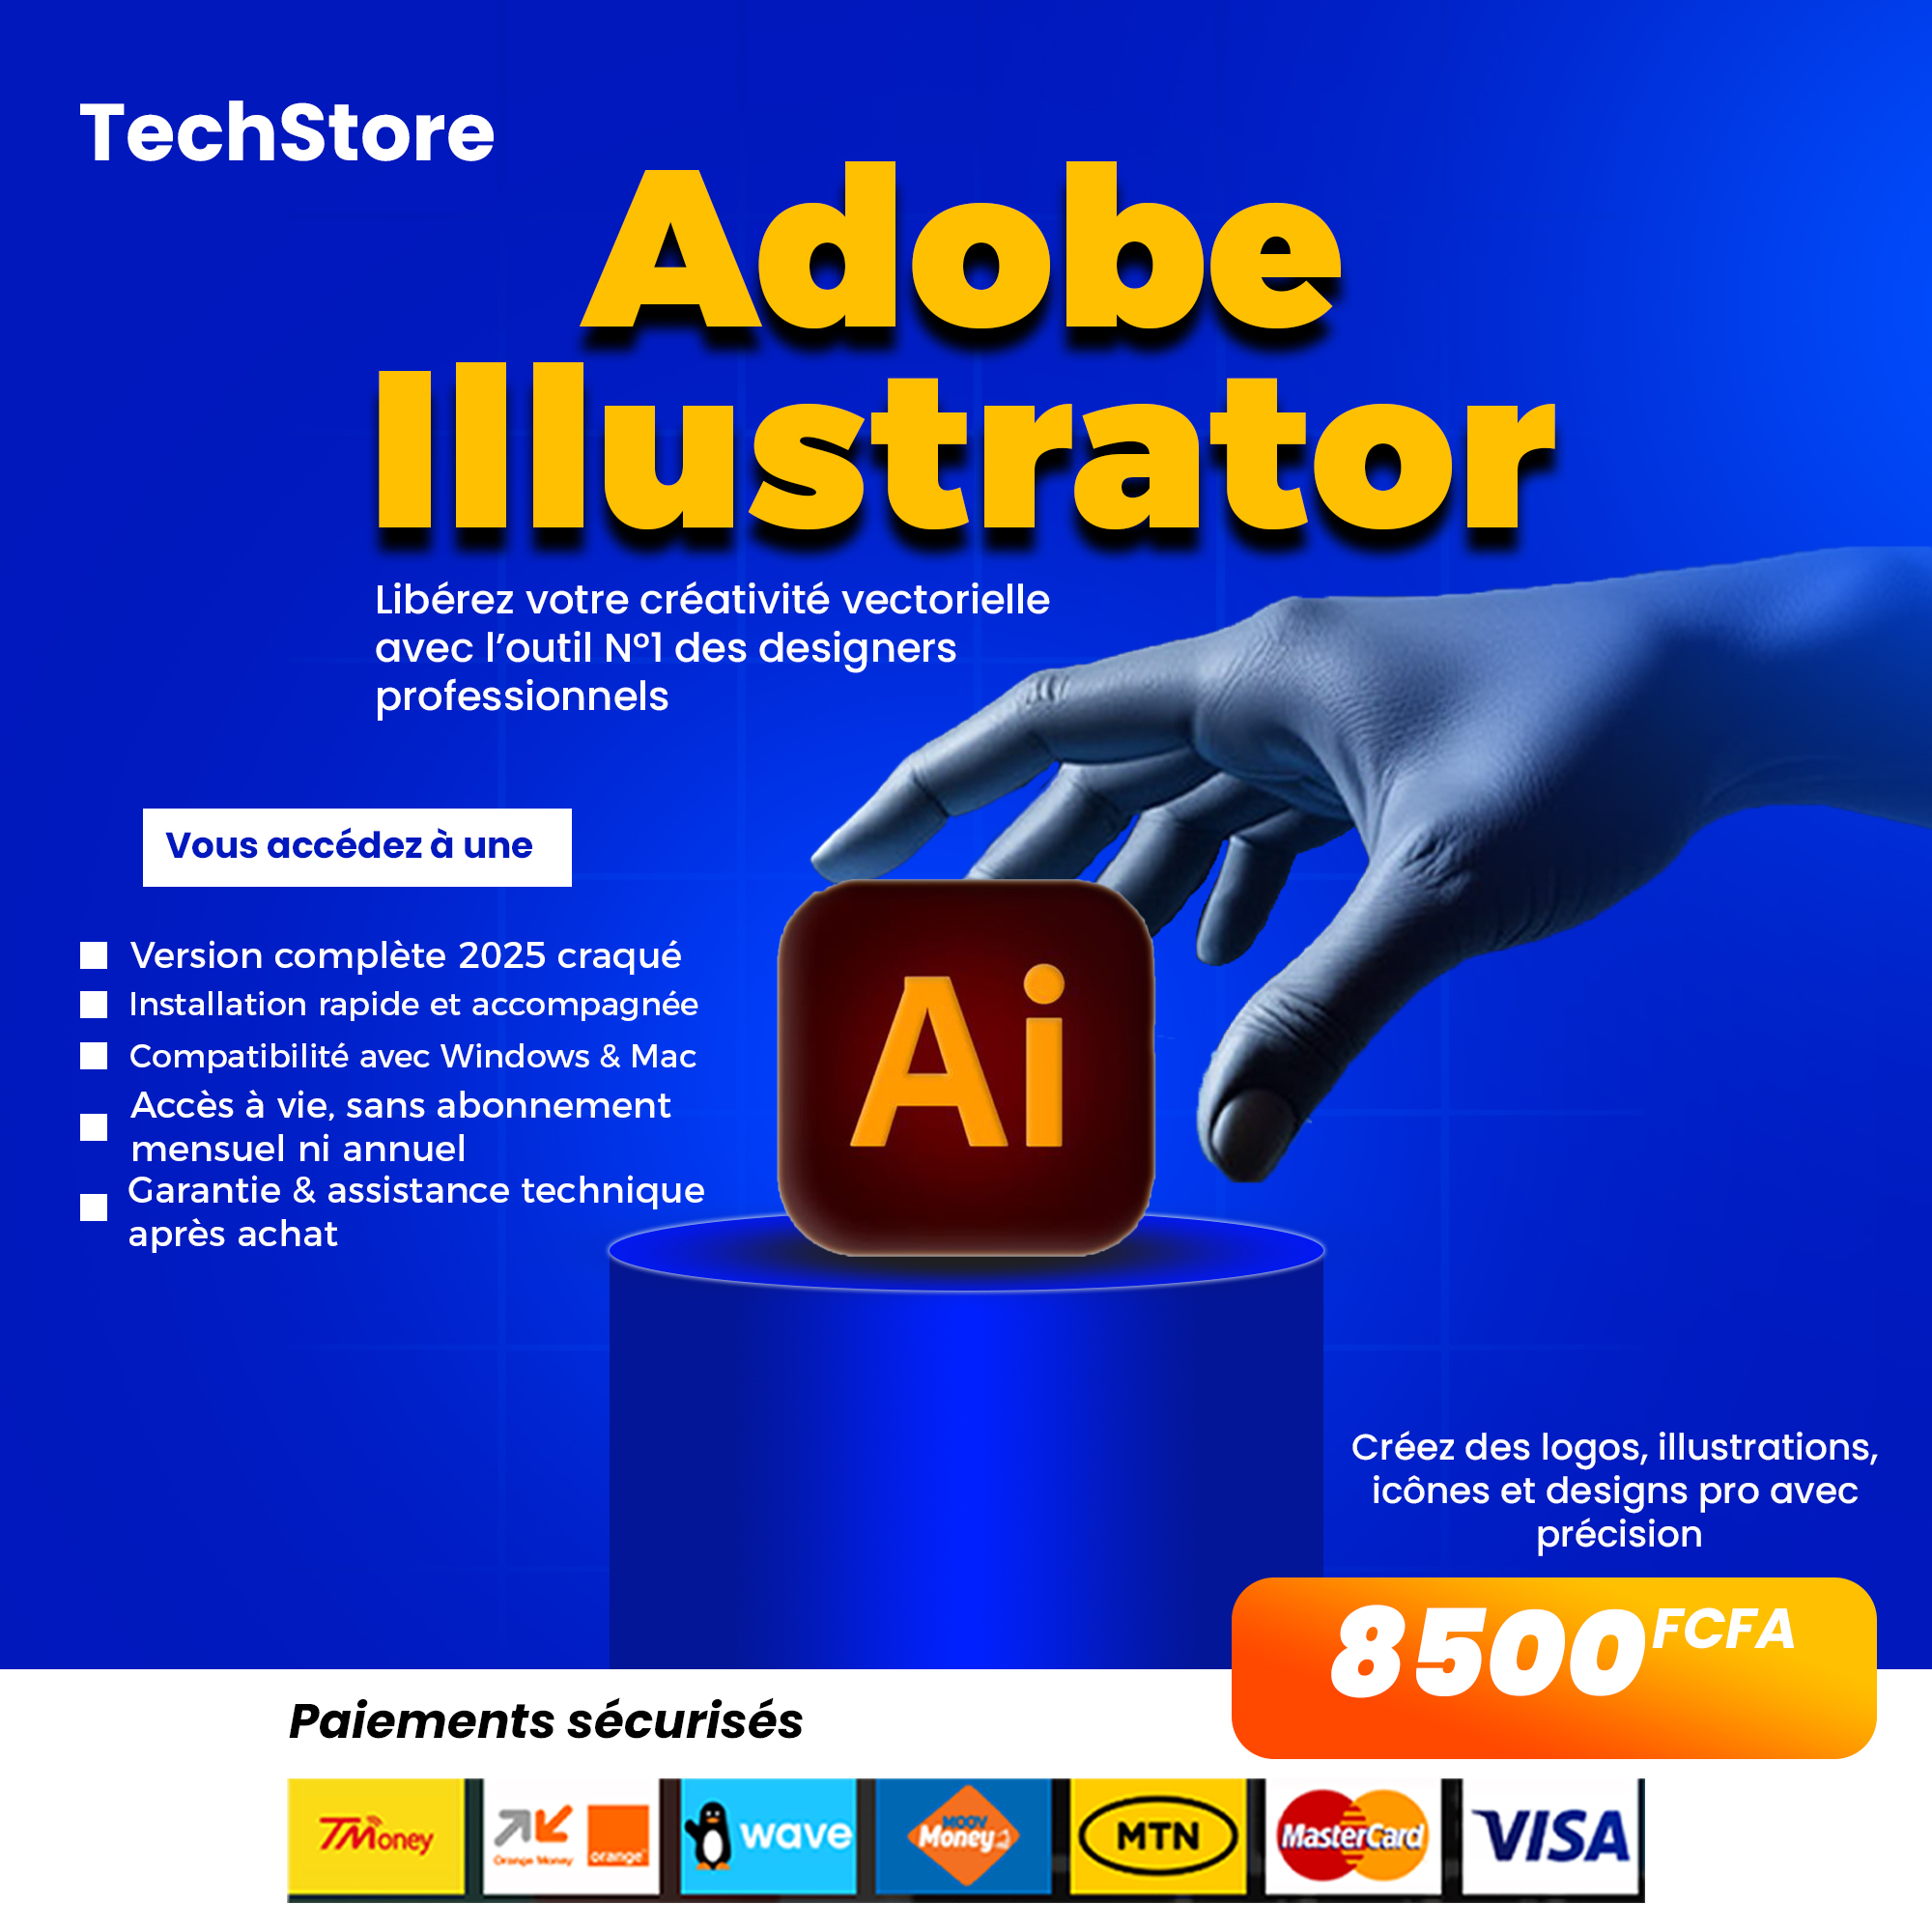 TechStore
Adobe
Illustrator
Libérez votre créativité vectorielle
avec l’outil N°1 des designers
professionnels
Vous accédez à une
Version complète 2025 craqué
Installation rapide et accompagnée
Compatibilité avec Windows & Mac
Accès à vie, sans abonnement
mensuel ni annuel
Garantie & assistance technique
après achat
Ai
Créez des logos, illustrations,
icônes et designs pro avec
précision
8500 FCFA
Paiements sécurisés
TMoney
Orange Money
orange
wave
MOOV
Money
MTN
MasterCard
VISA